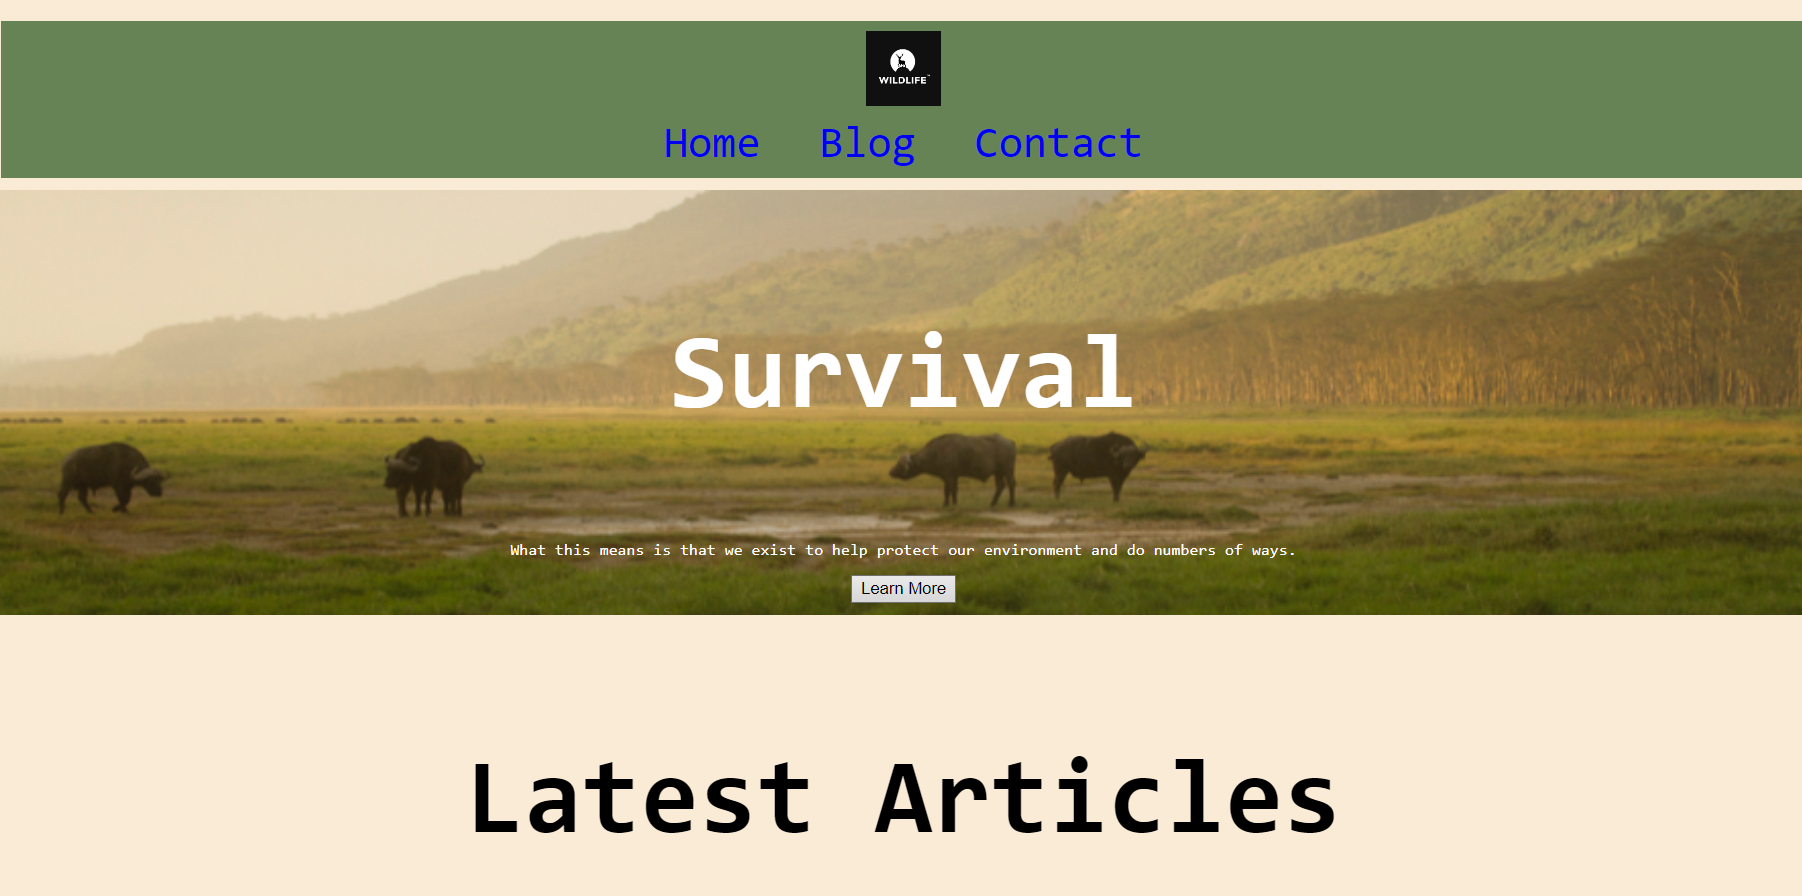 WILDLIFE™
Home Blog Contact
Survival
What this means is that we exist to help protect our environment and do numbers of ways.
Learn More
Latest Articles